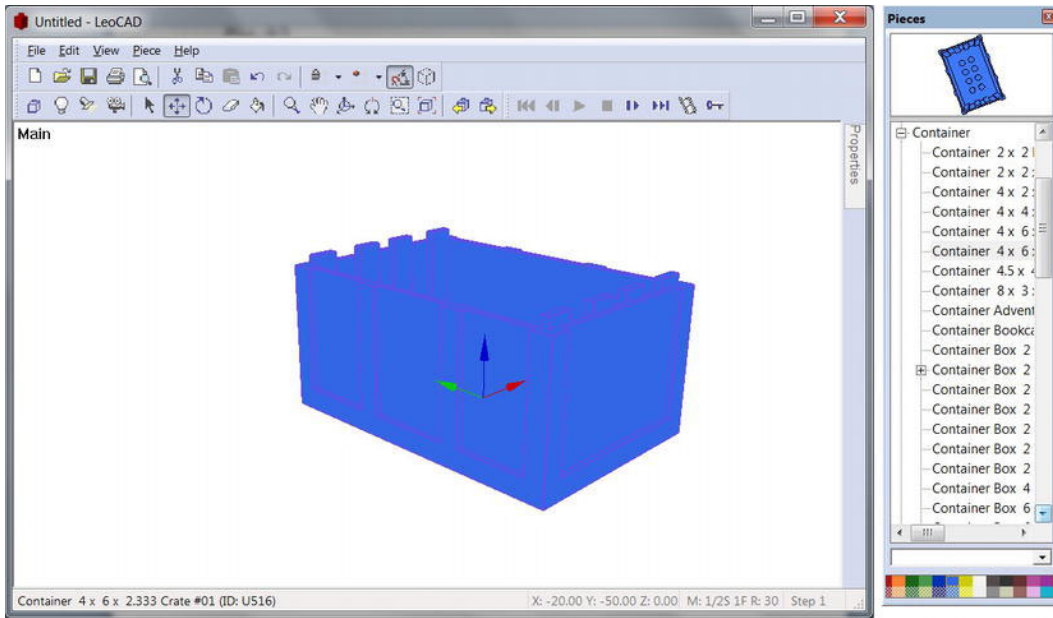 Untitled - LeoCAD
File Edit View Piece Help
Main
Properties
Container 4 x 6 x 2.333 Crate #01 (ID: U516)
X: -20.00 Y: -50.00 Z: 0.00 M: 1/2S 1F R: 30 Step 1
Pieces
Container
Container 2 x 2
Container 2 x 2
Container 4 x 2
Container 4 x 4
Container 4 x 6
Container 4 x 6
Container 4.5 x
Container 8 x 3
Container Advent
Container Bookca
Container Box 2
Container Box 2
Container Box 2
Container Box 2
Container Box 2
Container Box 2
Container Box 2
Container Box 4
Container Box 6